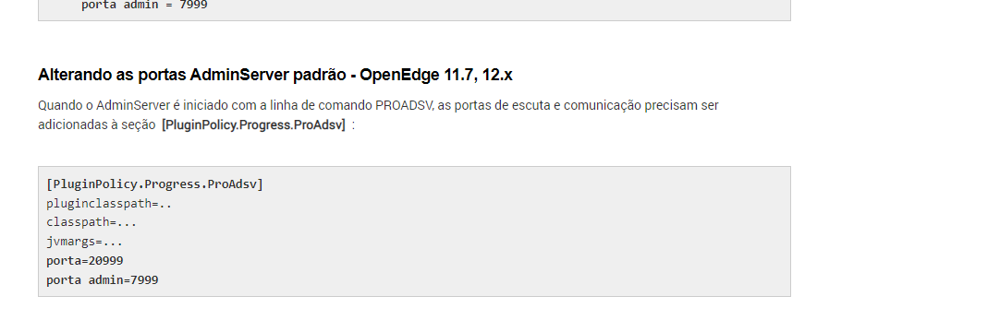 porta admin = 7999
Alterando as portas AdminServer padrão - OpenEdge 11.7, 12.x
Quando o AdminServer é iniciado com a linha de comando PROADSV, as portas de escuta e comunicação precisam ser
adicionadas à seção [PluginPolicy.Progress.ProAdsv] :
[PluginPolicy.Progress.ProAdsv]
pluginclasspath=..
classpath=...
jvmargs=...
porta=20999
porta admin=7999